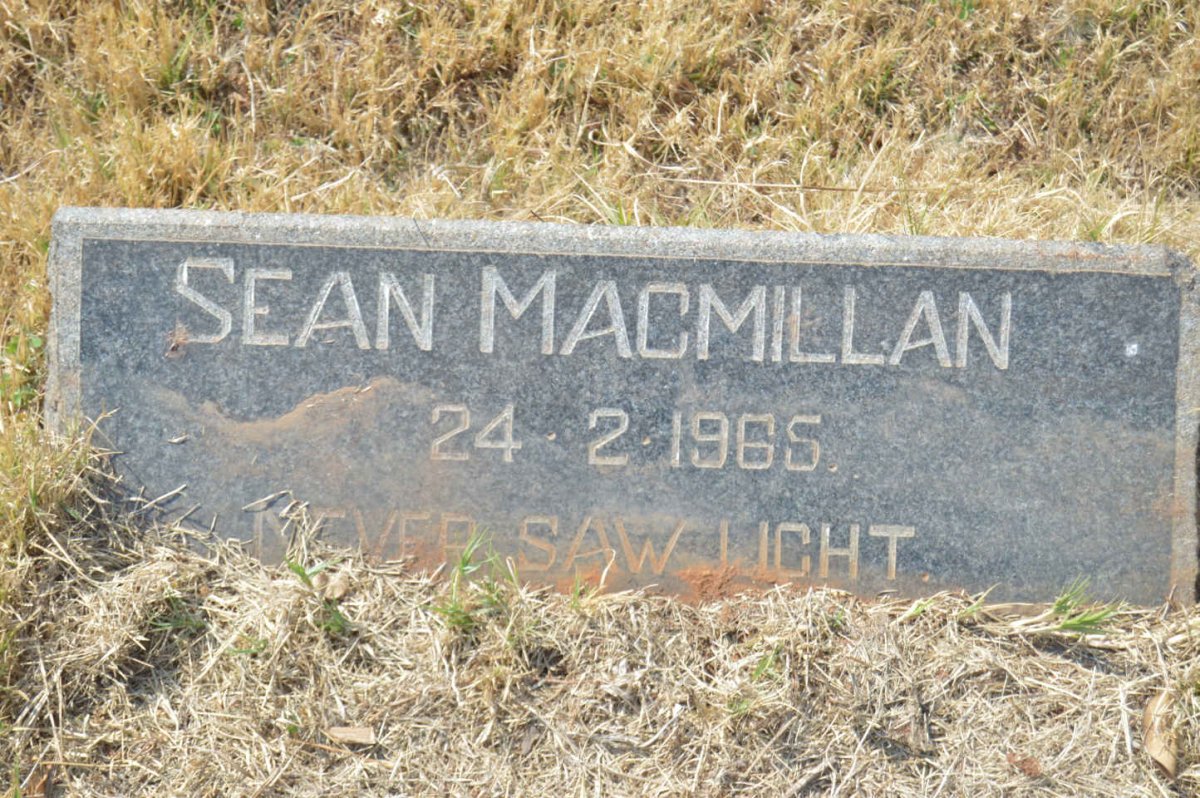 SEAN MACMILLAN
24 · 2 · 1965.
NEVER SAW LIGHT